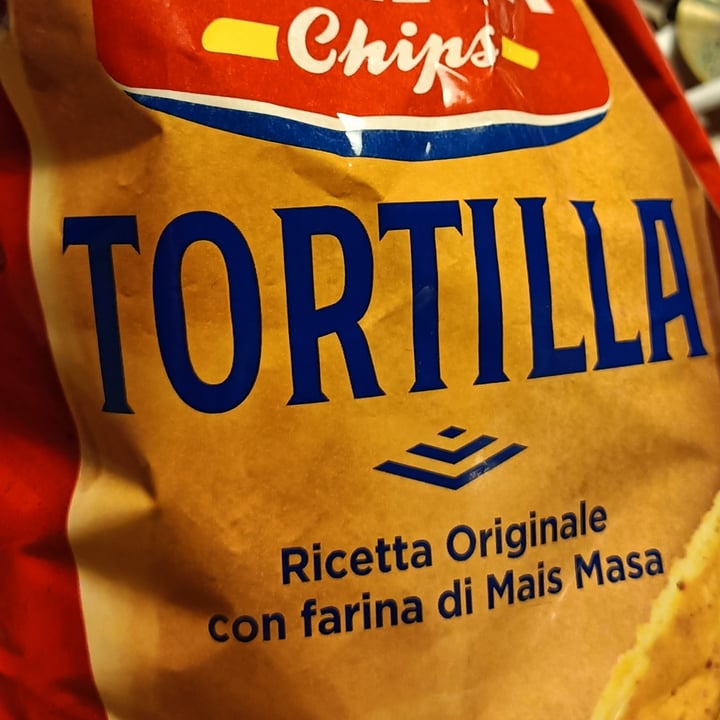 Chips
TORTILLA
Ricetta Originale
con farina di Mais Masa